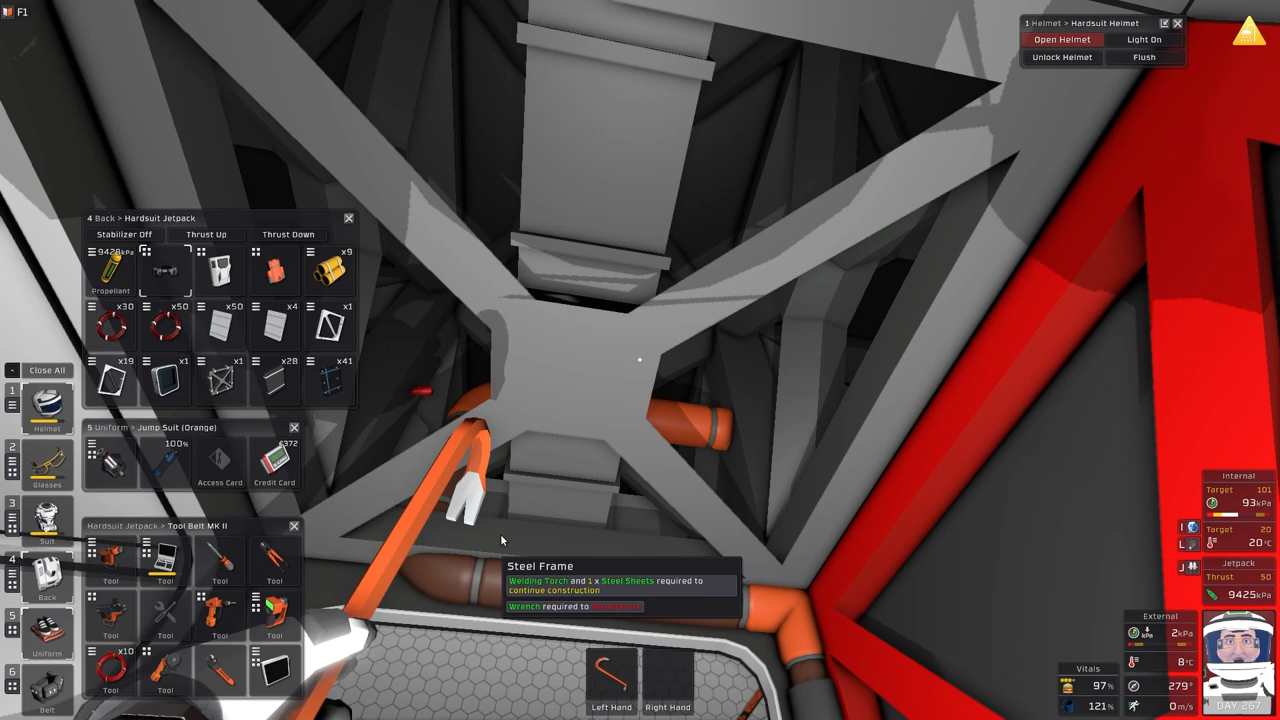 F1
1 Helmet > Hardsuit Helmet
Open Helmet
Light On
Unlock Helmet
Flush
4 Back > Hardsuit Jetpack
Stabilizer Off
Thrust Up
Thrust Down
9428kPa
x9
Propellant
x30
x50
x50
x4
x1
x19
x1
x1
x28
x41
Close All
1
Helmet
2
Glasses
3
Suit
4
Back
5
Uniform
6
Belt
5 Uniform > Jump Suit (Orange)
100%
$372
Access Card
Credit Card
Hardsuit Jetpack > Tool Belt MK II
Tool
Tool
Tool
Tool
Tool
Tool
Tool
Tool
x10
Tool
Tool
Tool
Steel Frame
Welding Torch and 1 x Steel Sheets required to
continue construction
Wrench required to deconstruct
Left Hand
Right Hand
Internal
Target 101
93kPa
Target 20
20°C
Jetpack
Thrust 50
9425kPa
External
kPa
2kPa
8°C
279°
0m/s
Vitals
97%
121%
DAY 267